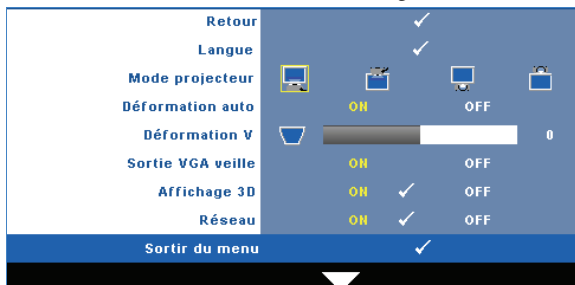 Retour
Langue
Mode projecteur
Déformation auto ON OFF
Déformation V 0
Sortie VGA veille ON OFF
Affichage 3D ON OFF
Réseau ON OFF
Sortir du menu